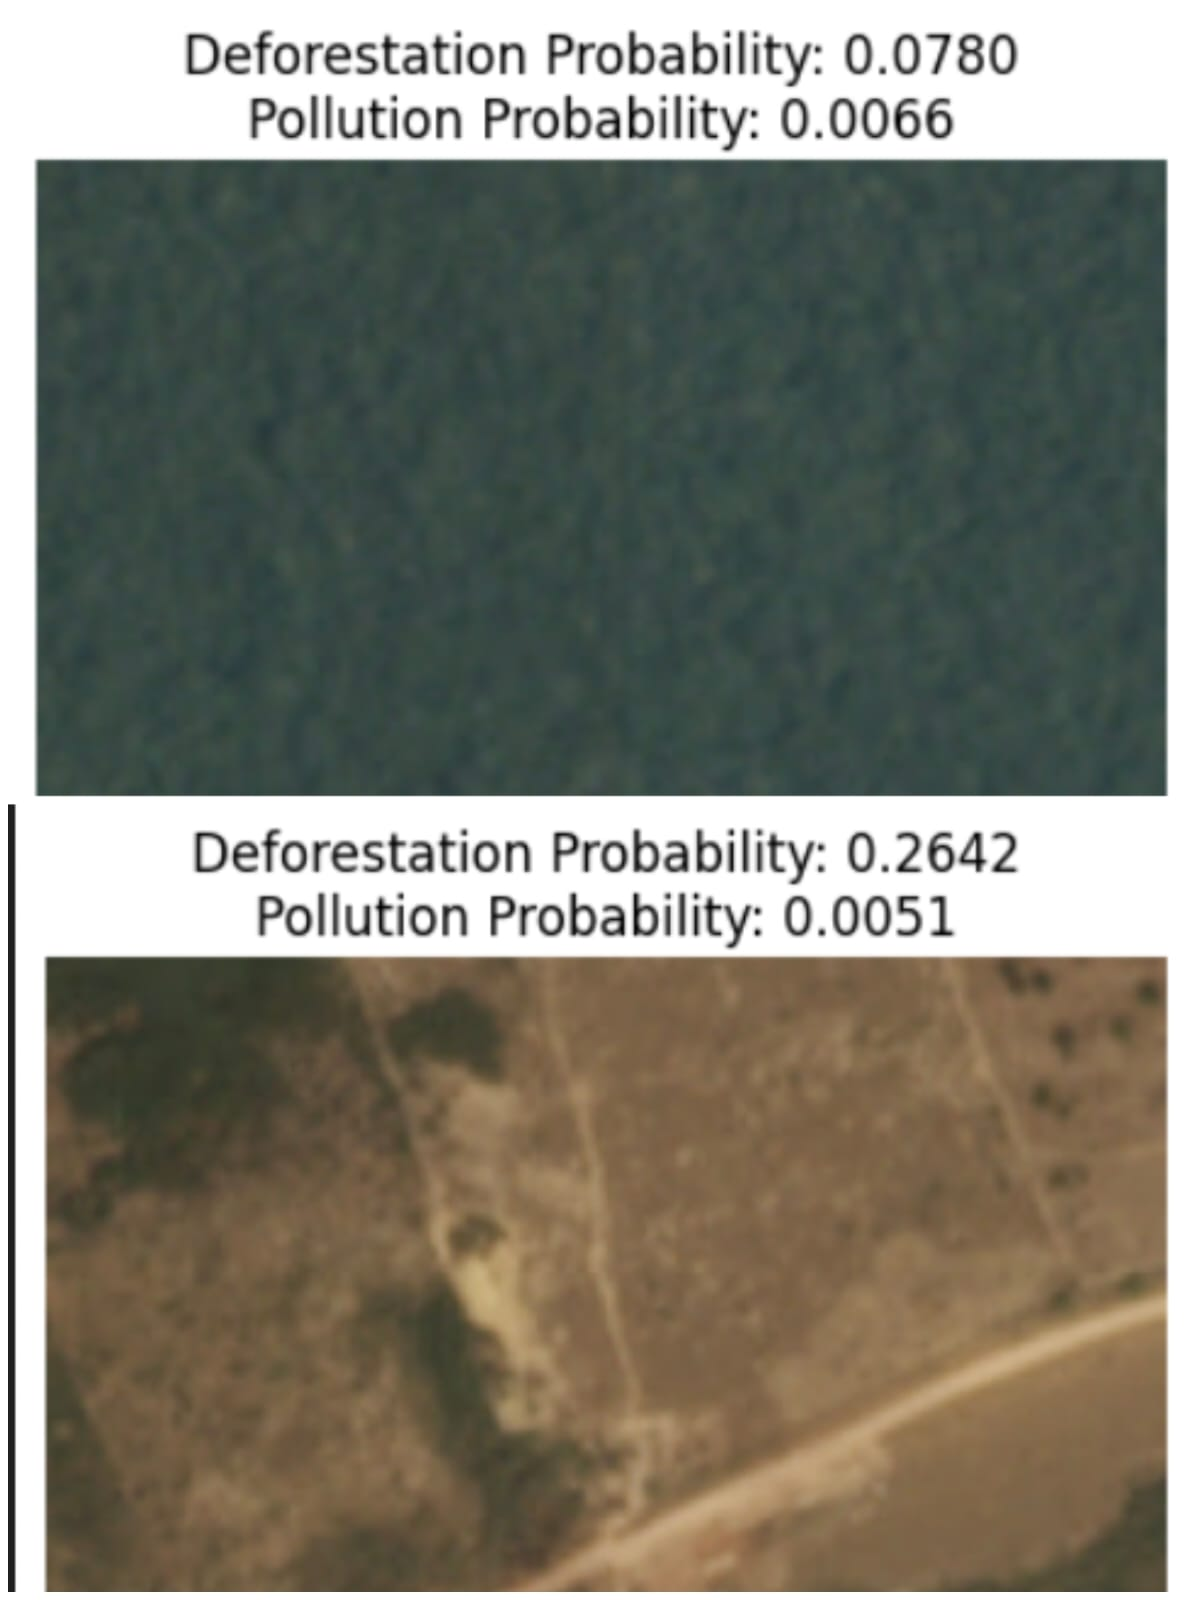 Deforestation Probability: 0.0780
Pollution Probability: 0.0066
Deforestation Probability: 0.2642
Pollution Probability: 0.0051